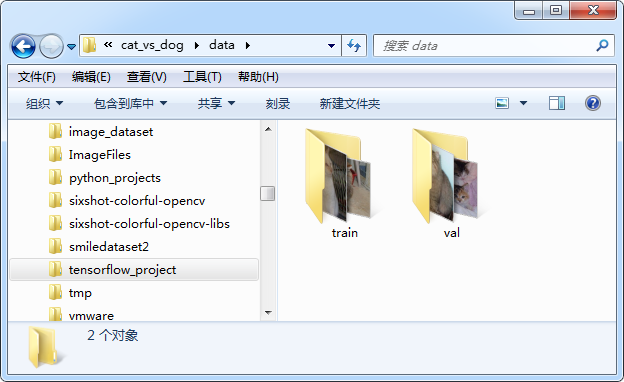 « cat_vs_dog ▸ data ▸
搜索 data
文件(F) 编辑(E) 查看(V) 工具(T) 帮助(H)
组织 包含到库中 共享 刻录 新建文件夹
image_dataset
ImageFiles
python_projects
sixshot-colorful-opencv
sixshot-colorful-opencv-libs
smiledataset2
tensorflow_project
tmp
vmware
train
val
2 个对象